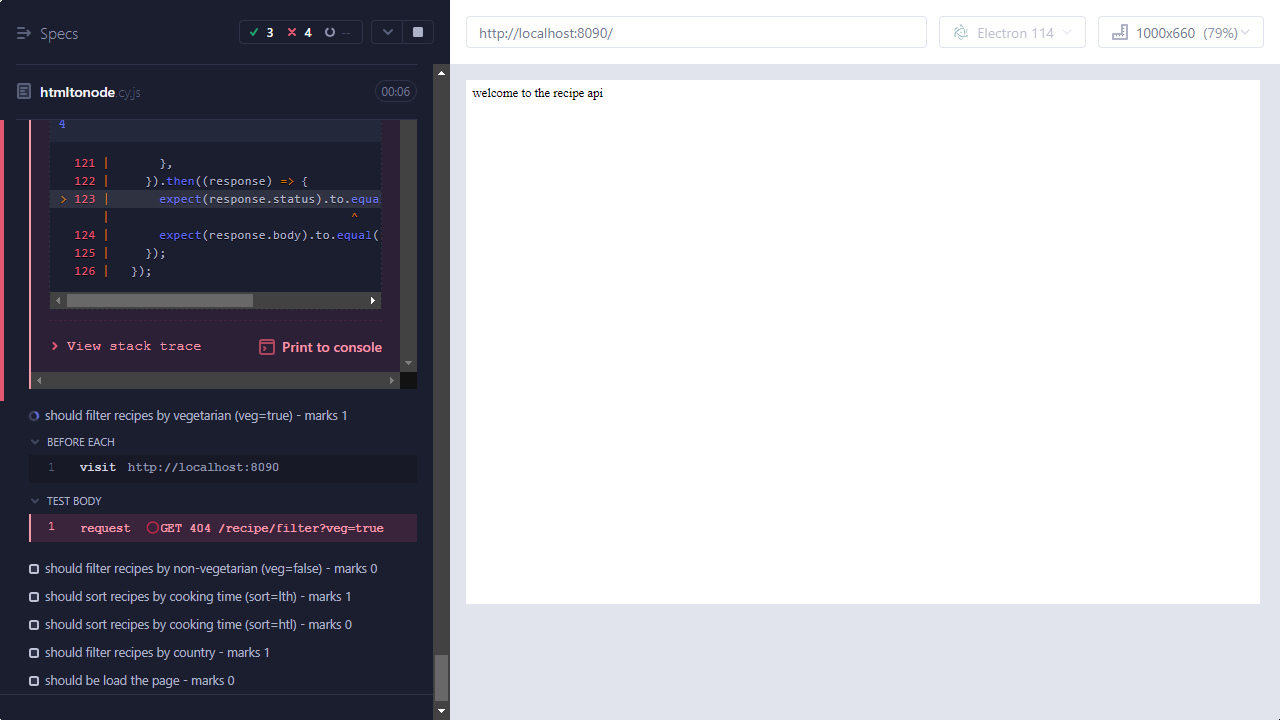 Specs
3
4
--
http://localhost:8090/
Electron 114
1000x660 (79%)
htmltonode.cy.js
00:06
welcome to the recipe api
4
121 | },
122 | }).then((response) => {
> 123 | expect(response.status).to.equa
| ^
124 | expect(response.body).to.equal(
125 | });
126 | });
View stack trace
Print to console
should filter recipes by vegetarian (veg=true) - marks 1
BEFORE EACH
1 visit http://localhost:8090
TEST BODY
1 request GET 404 /recipe/filter?veg=true
should filter recipes by non-vegetarian (veg=false) - marks 0
should sort recipes by cooking time (sort=lth) - marks 1
should sort recipes by cooking time (sort=htl) - marks 0
should filter recipes by country - marks 1
should be load the page - marks 0